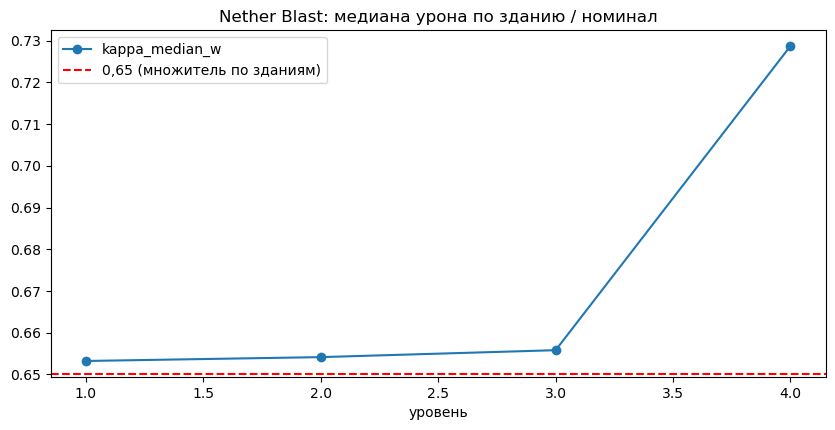 Nether Blast: медиана урона по зданию / номинал
kappa_median_w
0,65 (множитель по зданиям)
0.73
0.72
0.71
0.70
0.69
0.68
0.67
0.66
0.65
1.0 1.5 2.0 2.5 3.0 3.5 4.0
уровень